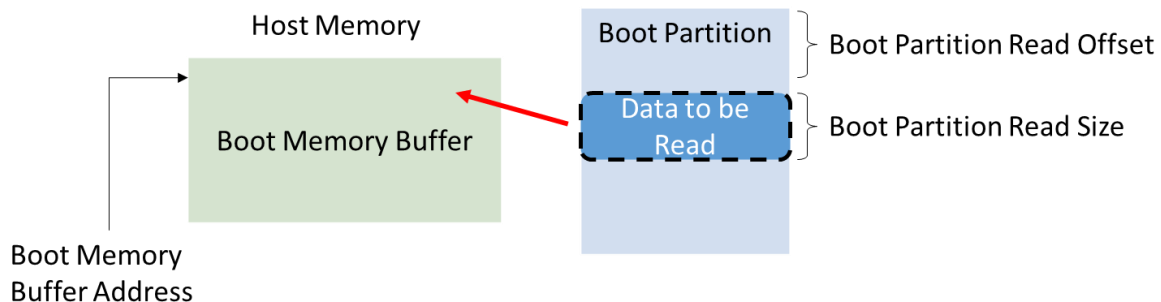 Host Memory
Boot Partition
Boot Partition Read Offset
Boot Memory Buffer
Data to be
Read
Boot Partition Read Size
Boot Memory
Buffer Address